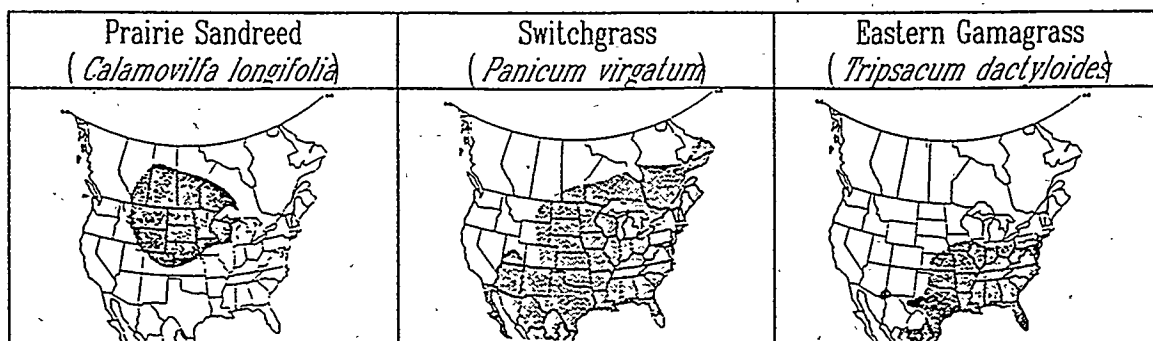 Prairie Sandreed
(Calamovilfa longifolia)
Switchgrass
(Panicum virgatum)
Eastern Gamagrass
(Tripsacum dactyloides)